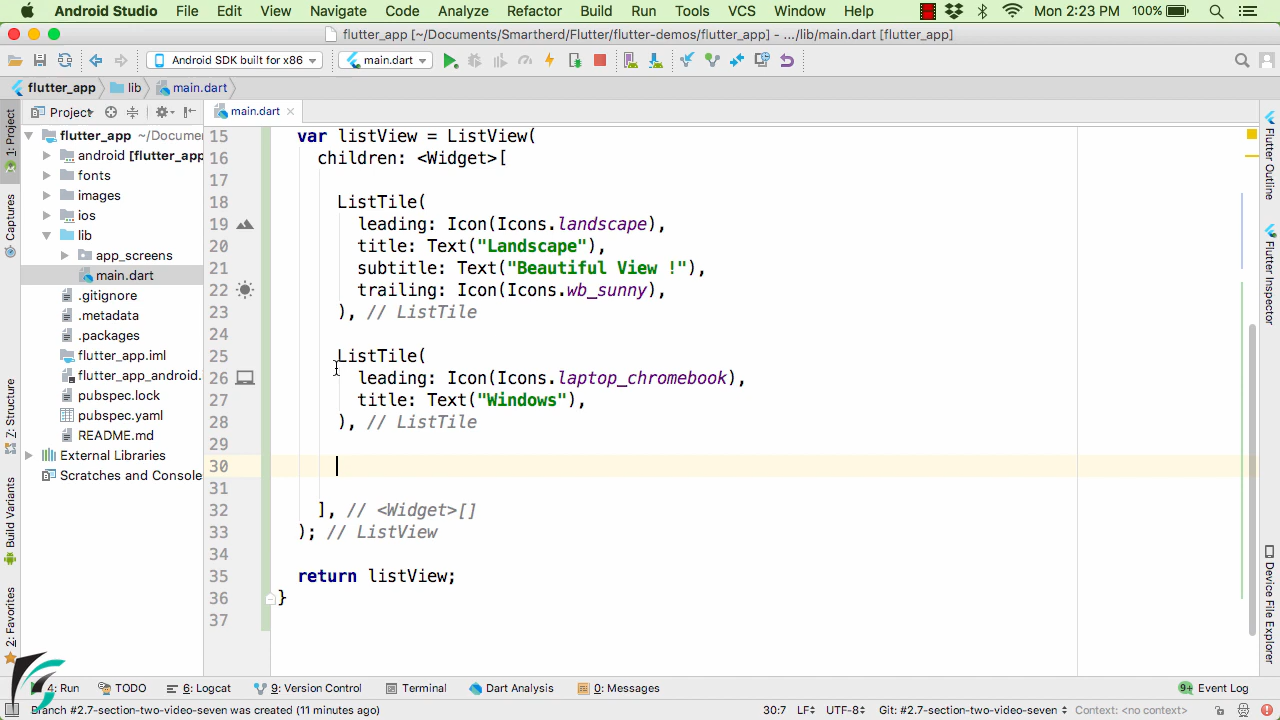 Android Studio File Edit View Navigate Code Analyze Refactor Build Run Tools VCS Window Help Mon 2:23 PM 100%
flutter_app [~/Documents/Smartherd/Flutter/flutter-demos/flutter_app] - .../lib/main.dart [flutter_app]
Android SDK built for x86 main.dart
flutter_app lib main.dart
Project main.dart
1: Project
Captures
7: Structure
Build Variants
2: Favorites
flutter_app ~/Docume
android [flutter_app
fonts
images
ios
lib
app_screens
main.dart
.gitignore
.metadata
.packages
flutter_app.iml
flutter_app_android.
pubspec.lock
pubspec.yaml
README.md
External Libraries
Scratches and Console
15 var listView = ListView(
16 children: <Widget>[
17
18 ListTile(
19 leading: Icon(Icons.landscape),
20 title: Text("Landscape"),
21 subtitle: Text("Beautiful View !"),
22 trailing: Icon(Icons.wb_sunny),
23 ), // ListTile
24
25 ListTile(
26 leading: Icon(Icons.laptop_chromebook),
27 title: Text("Windows"),
28 ), // ListTile
29
30
31
32 ], // <Widget>[]
33 ); // ListView
34
35 return listView;
36 }
37
Flutter Outline
Flutter Inspector
Device File Explorer
4: Run TODO 6: Logcat 9: Version Control Terminal Dart Analysis 0: Messages 9+ Event Log
Branch #2.7-section-two-video-seven was created (11 minutes ago) 30:7 LF UTF-8 Git: #2.7-section-two-video-seven Context: <no context>